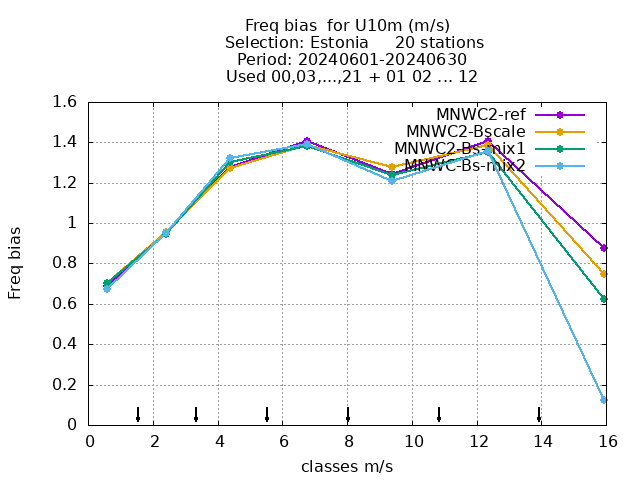 Freq bias  for U10m (m/s)
Selection: Estonia     20 stations
Period: 20240601-20240630
Used 00,03,...,21 + 01 02 ... 12
MNWC2-ref
MNWC2-Bscale
MNWC2-Bs-mix1
MNWC-Bs-mix2
Freq bias
1.6
1.4
1.2
1
0.8
0.6
0.4
0.2
0
0 2 4 6 8 10 12 14 16
classes m/s